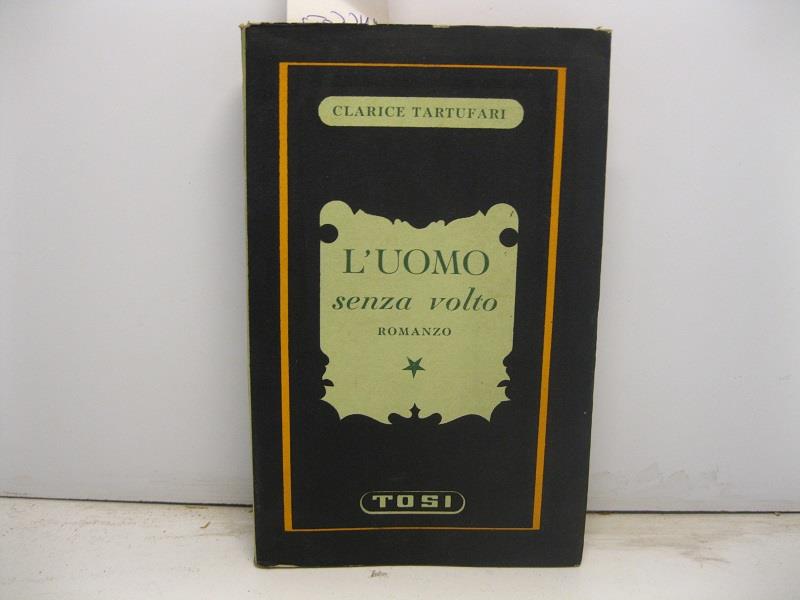 CLARICE TARTUFARI
L'UOMO
senza volto
ROMANZO
TOSI